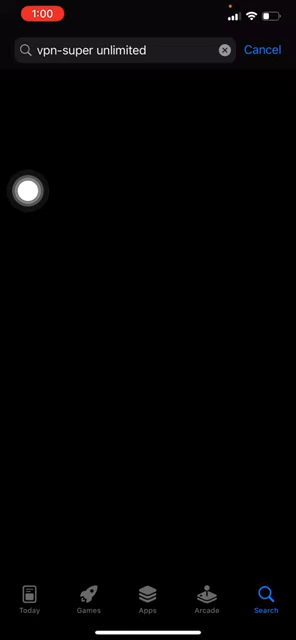 1:00
vpn-super unlimited
Cancel
Today
Games
Apps
Arcade
Search